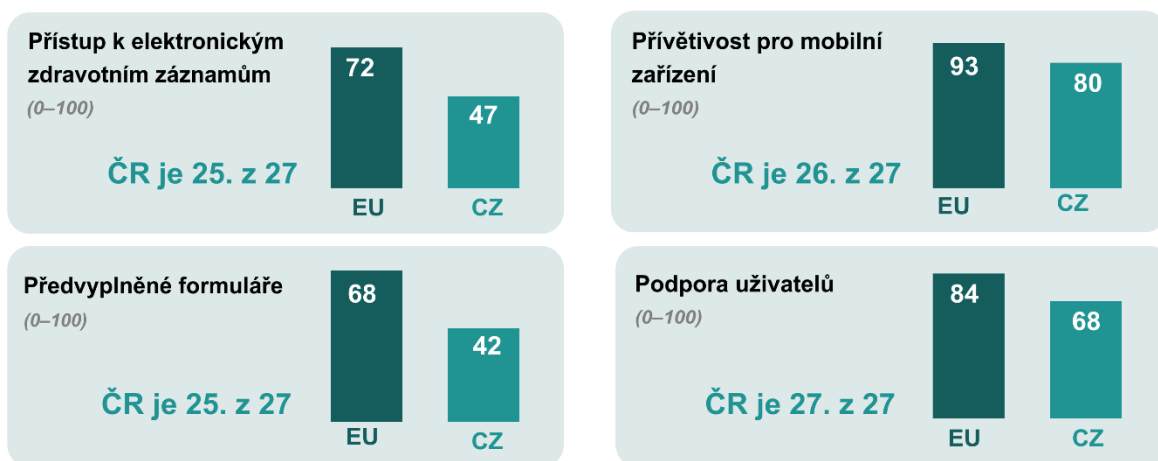 Přístup k elektronickým
zdravotním záznamům
(0–100)
ČR je 25. z 27
72
47
EU
CZ
Přívětivost pro mobilní
zařízení
(0–100)
ČR je 26. z 27
93
80
EU
CZ
Předvyplněné formuláře
(0–100)
ČR je 25. z 27
68
42
EU
CZ
Podpora uživatelů
(0–100)
ČR je 27. z 27
84
68
EU
CZ